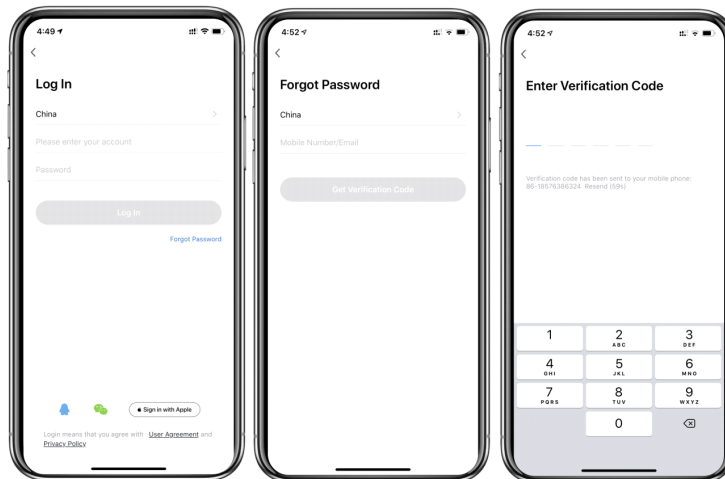 4:49
Log In
China
Please enter your account
Password
Log In
Forgot Password
Sign in with Apple
Login means that you agree with User Agreement and
Privacy Policy
4:52
Forgot Password
China
Mobile Number/Email
Get Verification Code
4:52
Enter Verification Code
Verification code has been sent to your mobile phone:
86-18576386324 Resend (59s)
1 2 3
ABC DEF
4 5 6
GHI JKL MNO
7 8 9
PQRS TUV WXYZ
0